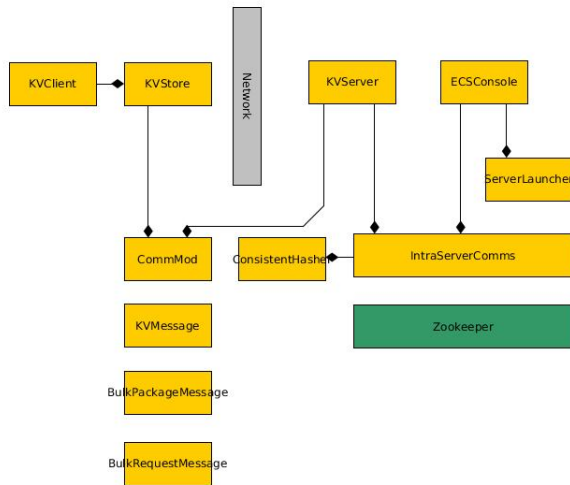 KVClient
KVStore
Network
KVServer
ECSConsole
ServerLauncher
CommMod
ConsistentHasher
IntraServerComms
KVMessage
Zookeeper
BulkPackageMessage
BulkRequestMessage